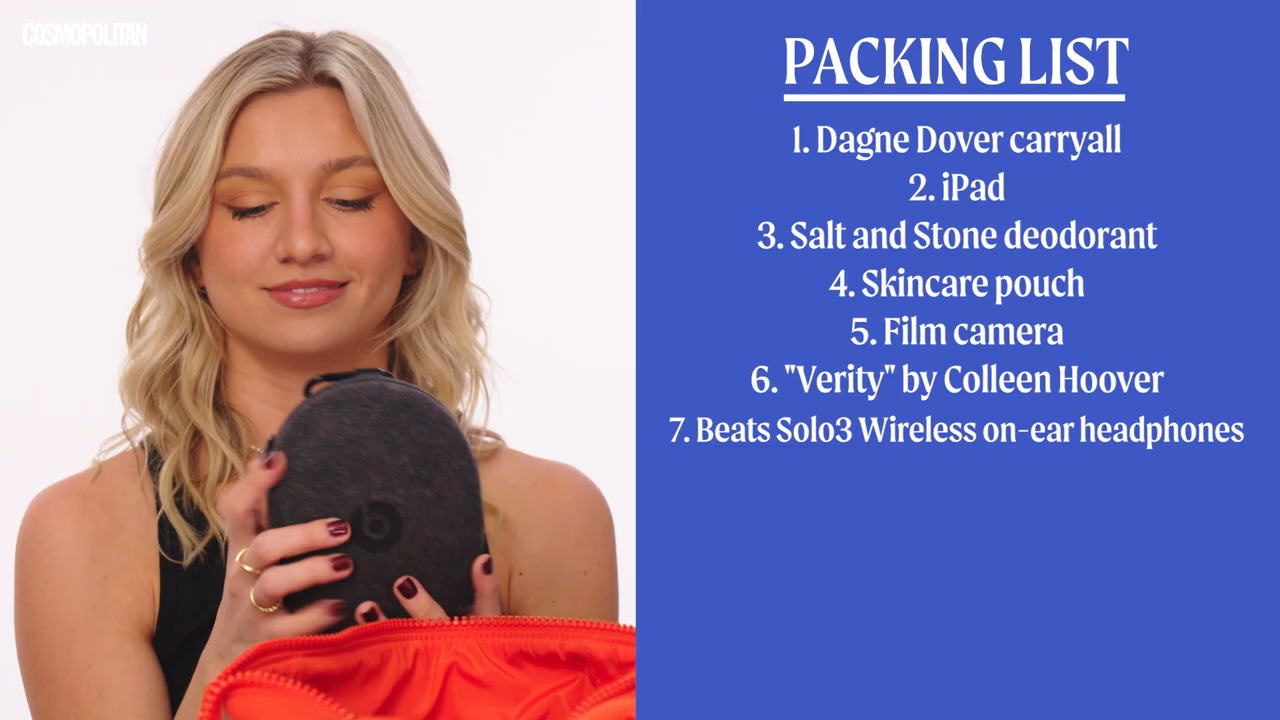 COSMOPOLITAN
PACKING LIST
1. Dagne Dover carryall
2. iPad
3. Salt and Stone deodorant
4. Skincare pouch
5. Film camera
6. "Verity" by Colleen Hoover
7. Beats Solo3 Wireless on-ear headphones
b